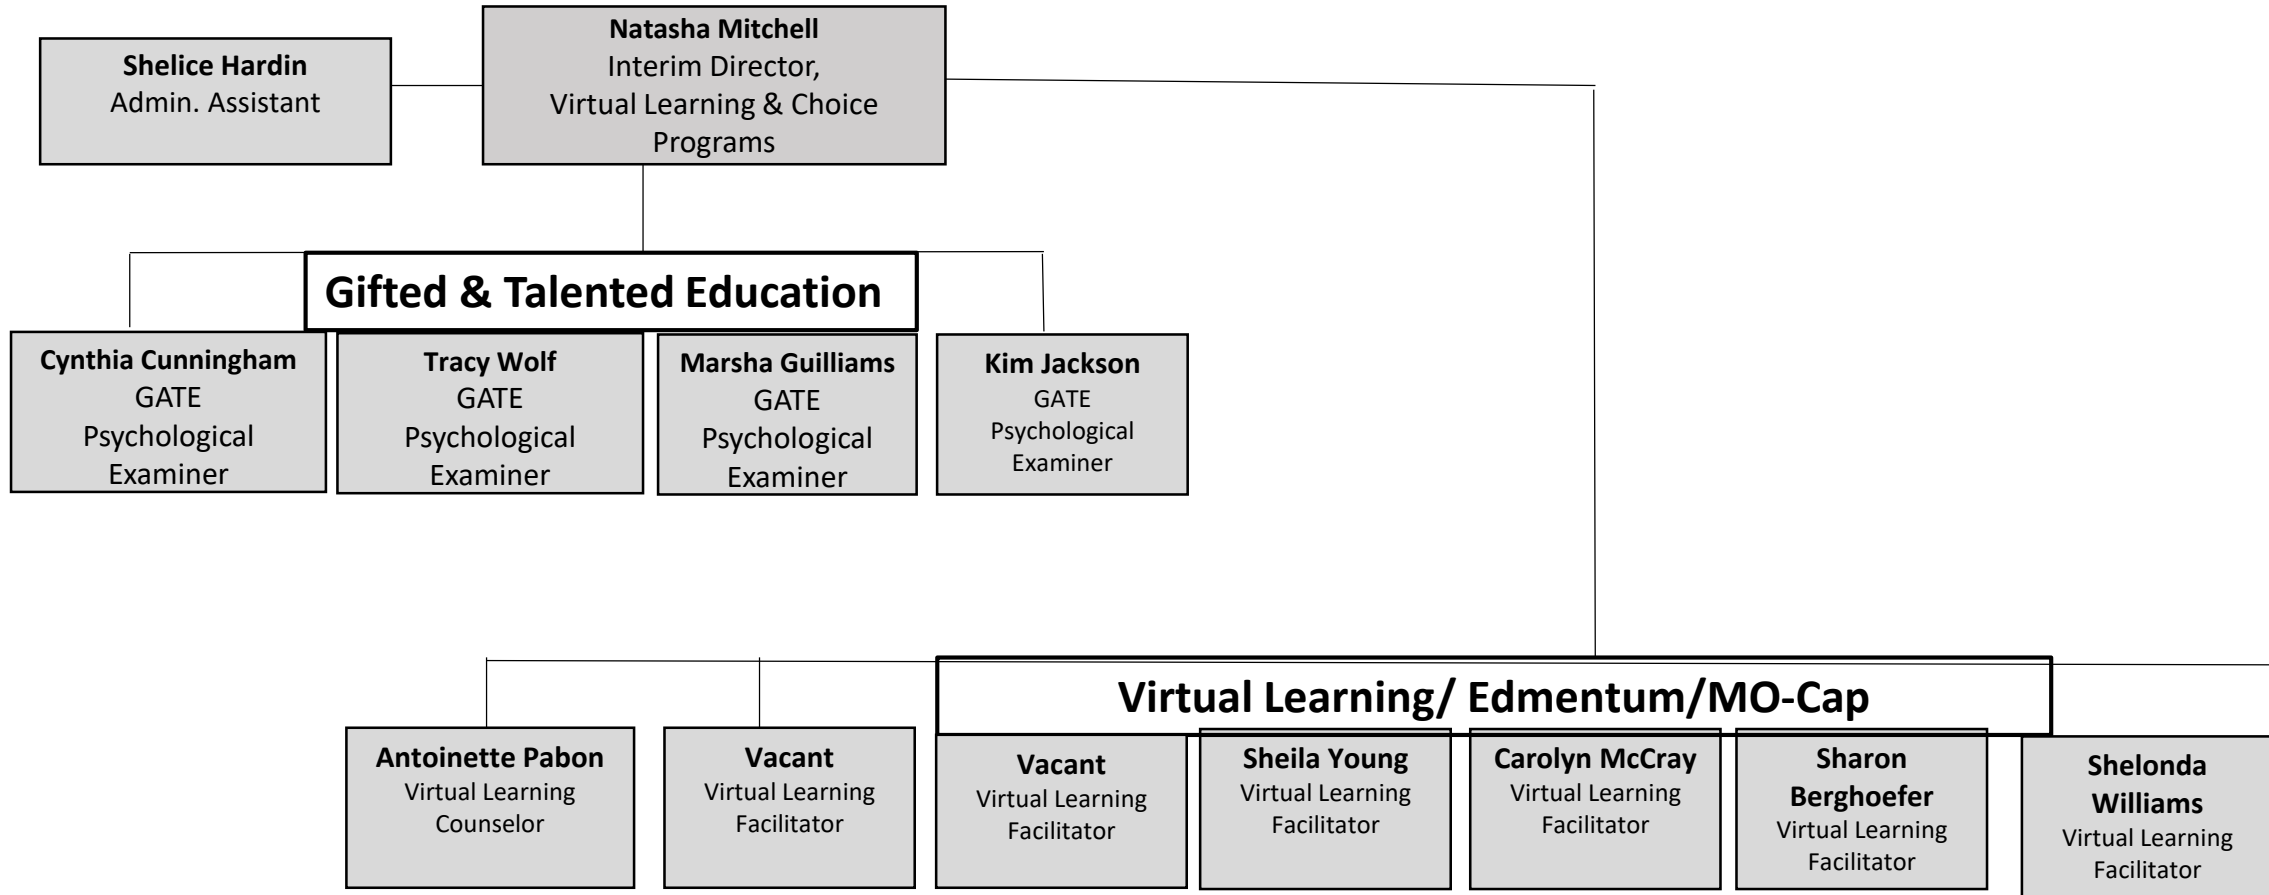 Shelice Hardin
Admin. Assistant
Natasha Mitchell
Interim Director,
Virtual Learning & Choice
Programs
Gifted & Talented Education
Cynthia Cunningham
GATE
Psychological
Examiner
Tracy Wolf
GATE
Psychological
Examiner
Marsha Guilliams
GATE
Psychological
Examiner
Kim Jackson
GATE
Psychological
Examiner
Virtual Learning/ Edmentum/MO-Cap
Antoinette Pabon
Virtual Learning
Counselor
Vacant
Virtual Learning
Facilitator
Vacant
Virtual Learning
Facilitator
Sheila Young
Virtual Learning
Facilitator
Carolyn McCray
Virtual Learning
Facilitator
Sharon
Berghoefer
Virtual Learning
Facilitator
Shelonda
Williams
Virtual Learning
Facilitator